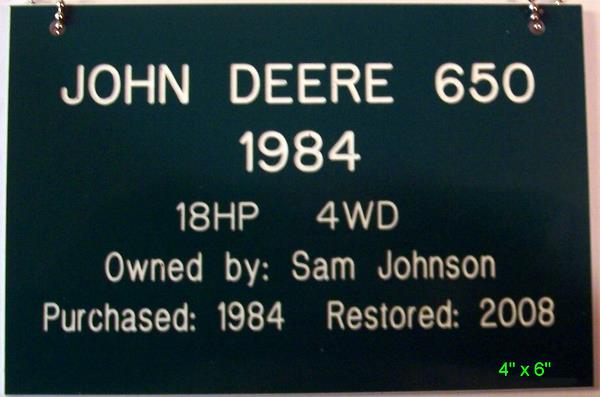 JOHN DEERE 650
1984
18HP 4WD
Owned by: Sam Johnson
Purchased: 1984 Restored: 2008
4" x 6"